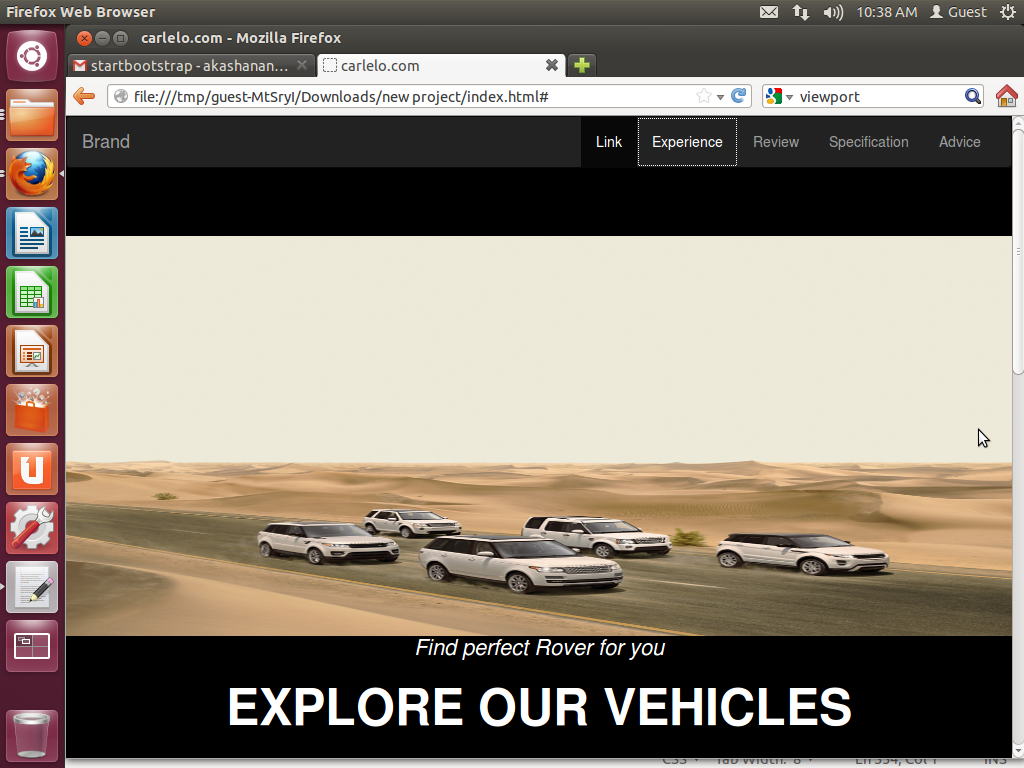 Firefox Web Browser
10:38 AM
Guest
carlelo.com - Mozilla Firefox
startbootstrap - akashanan...
carlelo.com
file:///tmp/guest-MtSryI/Downloads/new project/index.html#
viewport
Brand
Link
Experience
Review
Specification
Advice
Find perfect Rover for you
EXPLORE OUR VEHICLES